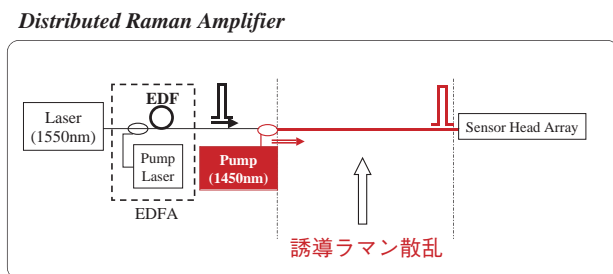 Distributed Raman Amplifier
EDF
Laser
(1550nm)
Pump
Laser
Pump
(1450nm)
Sensor Head Array
EDFA
誘導ラマン散乱